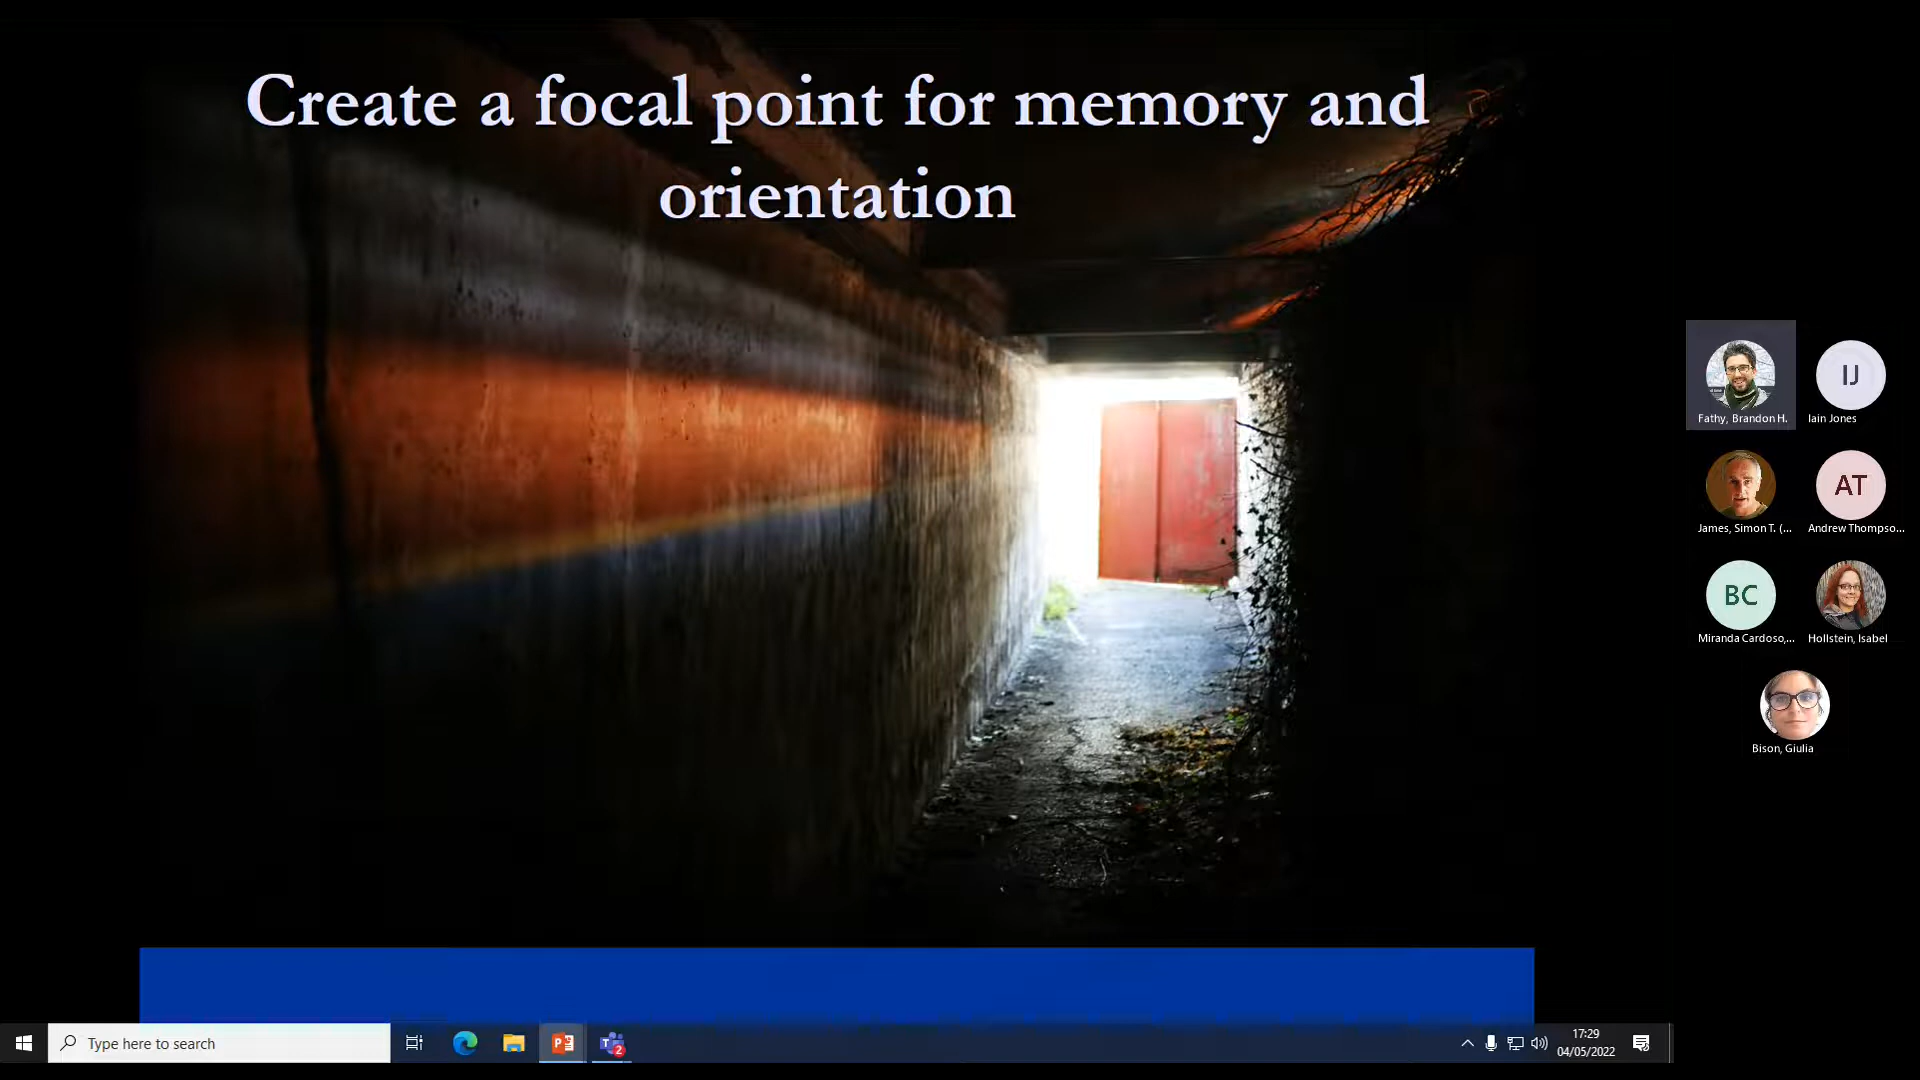 Create a focal point for memory and
orientation
Fathy, Brandon H.
IJ
Iain Jones
James, Simon T. (...
AT
Andrew Thompso...
BC
Miranda Cardoso,...
Hollstein, Isabel
Bison, Giulia
Type here to search
2
17:29
04/05/2022